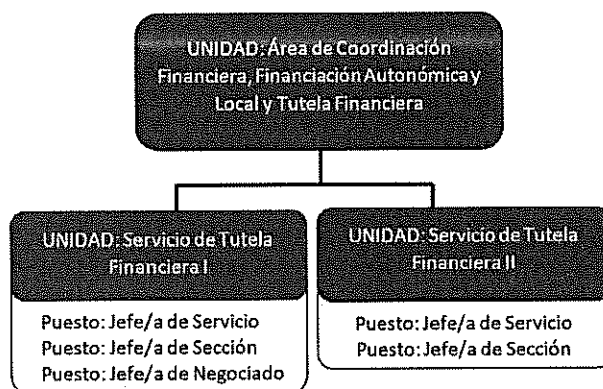 UNIDAD: Área de Coordinación
Financiera, Financiación Autonómica y
Local y Tutela Financiera
UNIDAD: Servicio de Tutela
Financiera I
Puesto: Jefe/a de Servicio
Puesto: Jefe/a de Sección
Puesto: Jefe/a de Negociado
UNIDAD: Servicio de Tutela
Financiera II
Puesto: Jefe/a de Servicio
Puesto: Jefe/a de Sección